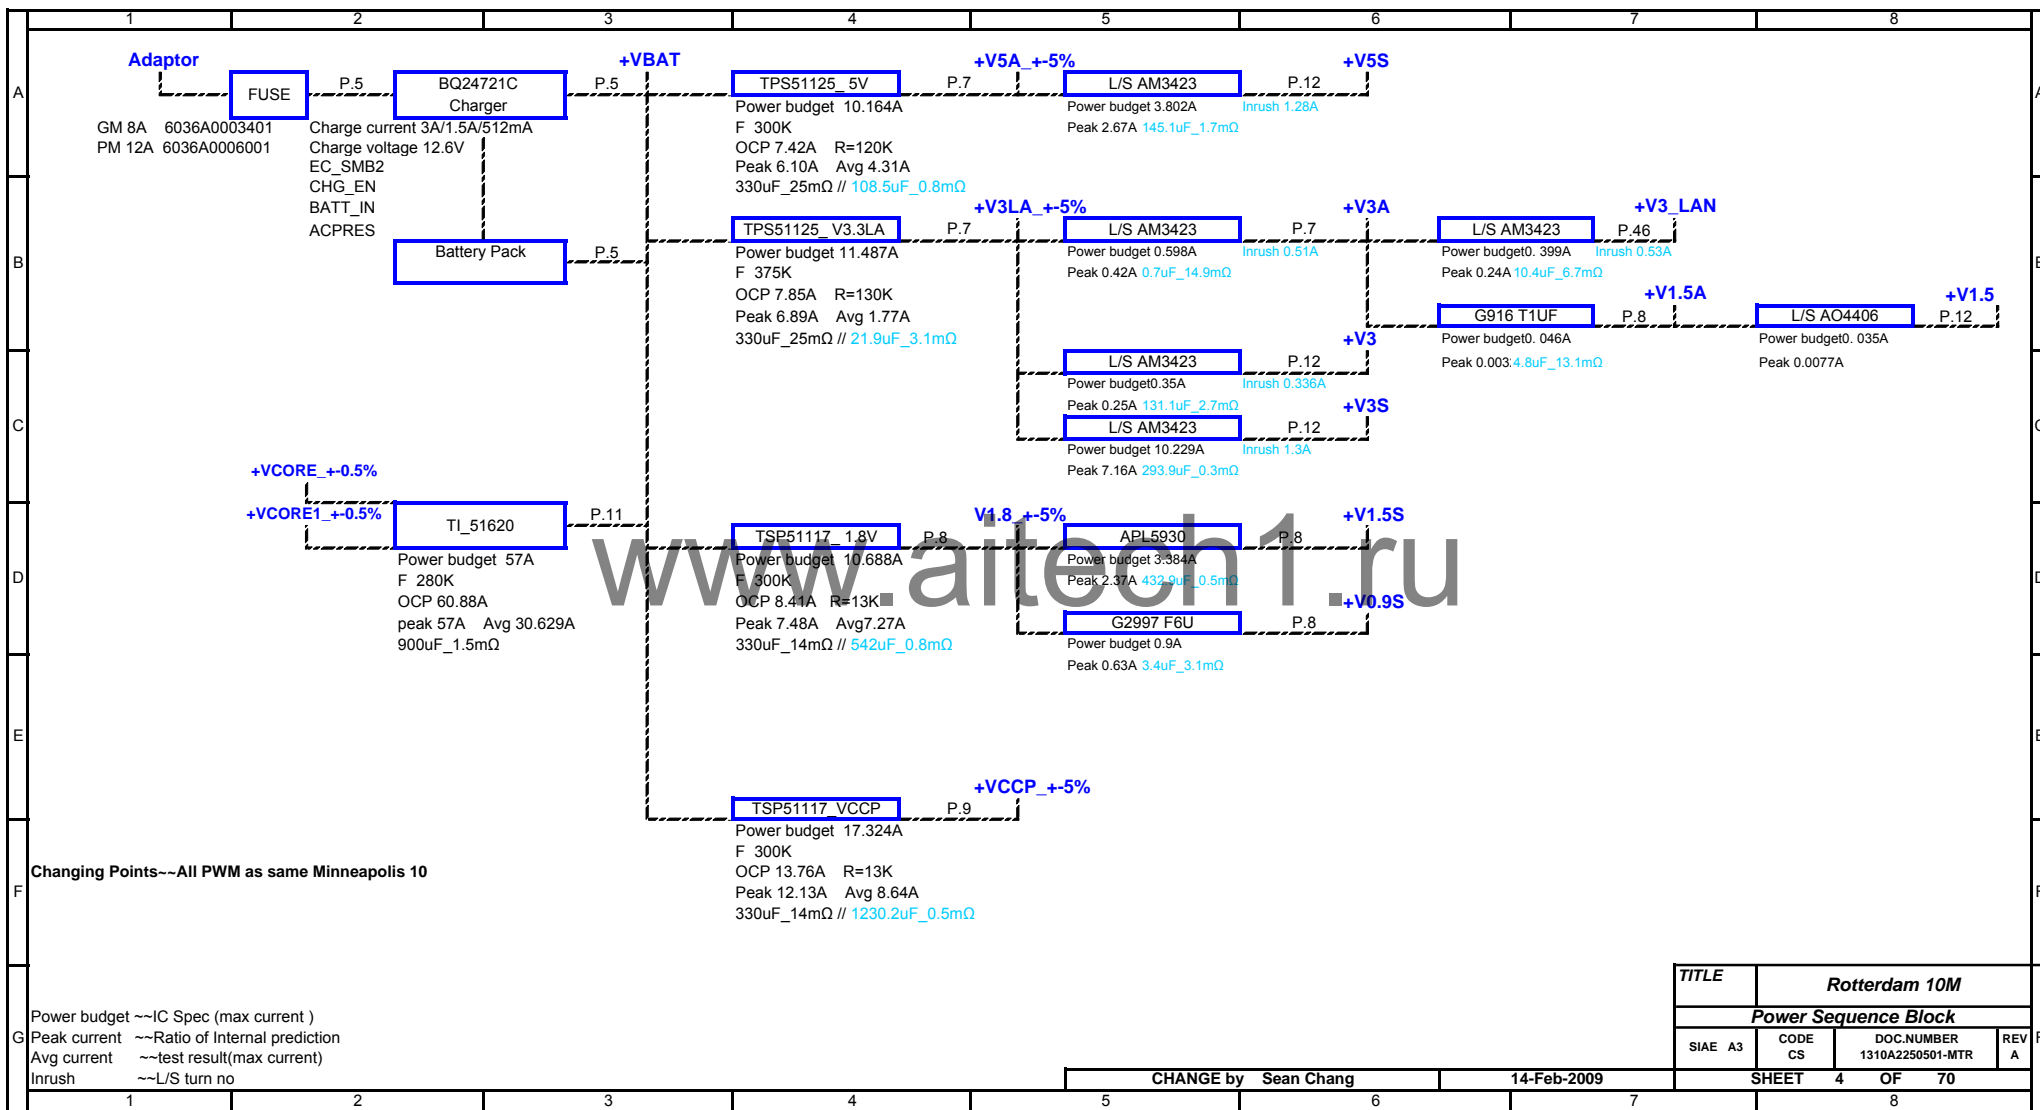 1 2 3 4 5 6 7 8
A
Adaptor
FUSE
P.5
BQ24721C
Charger
P.5
+VBAT
GM 8A 6036A0003401
PM 12A 6036A0006001
Charge current 3A/1.5A/512mA
Charge voltage 12.6V
EC_SMB2
CHG_EN
BATT_IN
ACPRES
TPS51125_ 5V
P.7
+V5A_+-5%
Power budget 10.164A
F 300K
OCP 7.42A R=120K
Peak 6.10A Avg 4.31A
330uF_25mΩ // 108.5uF_0.8mΩ
L/S AM3423
P.12
+V5S
Power budget 3.802A
Inrush 1.28A
Peak 2.67A 145.1uF_1.7mΩ
B
Battery Pack
P.5
TPS51125_ V3.3LA
P.7
+V3LA_+-5%
Power budget 11.487A
F 375K
OCP 7.85A R=130K
Peak 6.89A Avg 1.77A
330uF_25mΩ // 21.9uF_3.1mΩ
L/S AM3423
P.7
+V3A
Power budget 0.598A
Inrush 0.51A
Peak 0.42A 0.7uF_14.9mΩ
L/S AM3423
P.46
+V3_LAN
Power budget0. 399A
Inrush 0.53A
Peak 0.24A 10.4uF_6.7mΩ
G916 T1UF
P.8
+V1.5A
Power budget0. 046A
Peak 0.003 4.8uF_13.1mΩ
L/S AO4406
P.12
+V1.5
Power budget0. 035A
Peak 0.0077A
C
L/S AM3423
P.12
+V3
Power budget0.35A
Inrush 0.336A
Peak 0.25A 131.1uF_2.7mΩ
L/S AM3423
P.12
+V3S
Power budget 10.229A
Inrush 1.3A
Peak 7.16A 293.9uF_0.3mΩ
+VCORE_+-0.5%
+VCORE1_+-0.5%
D
TI_51620
P.11
Power budget 57A
F 280K
OCP 60.88A
peak 57A Avg 30.629A
900uF_1.5mΩ
TSP51117_ 1.8V
P.8
V1.8_+-5%
Power budget 10.688A
F 300K
OCP 8.41A R=13K
Peak 7.48A Avg7.27A
330uF_14mΩ // 542uF_0.8mΩ
APL5930
P.8
+V1.5S
Power budget 3.384A
Peak 2.37A 432.9uF_0.5mΩ
G2997 F6U
P.8
+V0.9S
Power budget 0.9A
Peak 0.63A 3.4uF_3.1mΩ
www.aitech1.ru
E
TSP51117_VCCP
P.9
+VCCP_+-5%
Power budget 17.324A
F 300K
OCP 13.76A R=13K
Peak 12.13A Avg 8.64A
330uF_14mΩ // 1230.2uF_0.5mΩ
F
Changing Points~~All PWM as same Minneapolis 10
G
Power budget ~~IC Spec (max current )
Peak current ~~Ratio of Internal prediction
Avg current ~~test result(max current)
Inrush ~~L/S turn no
TITLE
Rotterdam 10M
Power Sequence Block
SIAE A3
CODE
CS
DOC.NUMBER
1310A2250501-MTR
REV
A
CHANGE by Sean Chang
14-Feb-2009
SHEET 4 OF 70
1 2 3 4 5 6 7 8